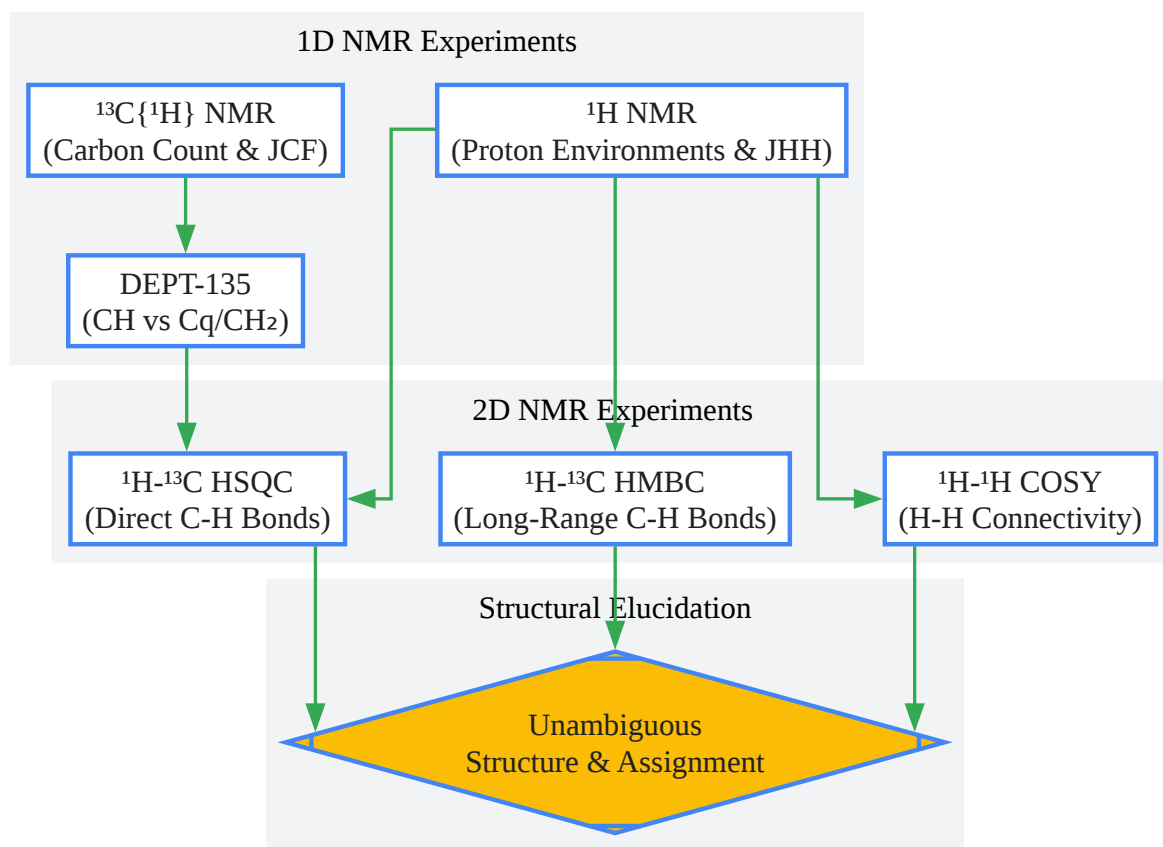 1D NMR Experiments
¹³C{¹H} NMR
(Carbon Count & JCF)
¹H NMR
(Proton Environments & JHH)
DEPT-135
(CH vs Cq/CH₂)
2D NMR Experiments
¹H-¹³C HSQC
(Direct C-H Bonds)
¹H-¹³C HMBC
(Long-Range C-H Bonds)
¹H-¹H COSY
(H-H Connectivity)
Structural Elucidation
Unambiguous
Structure & Assignment